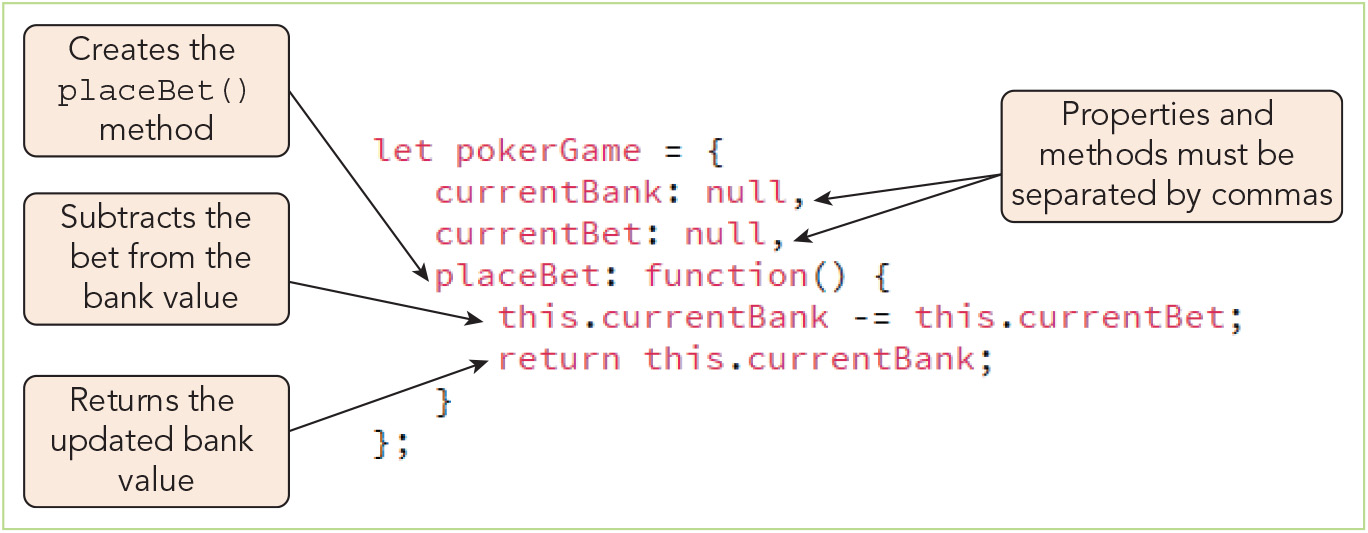 Creates the
placeBet()
method
Subtracts the
bet from the
bank value
Returns the
updated bank
value
let pokerGame = {
currentBank: null,
currentBet: null,
placeBet: function() {
this.currentBank -= this.currentBet;
return this.currentBank;
}
};
Properties and
methods must be
separated by commas